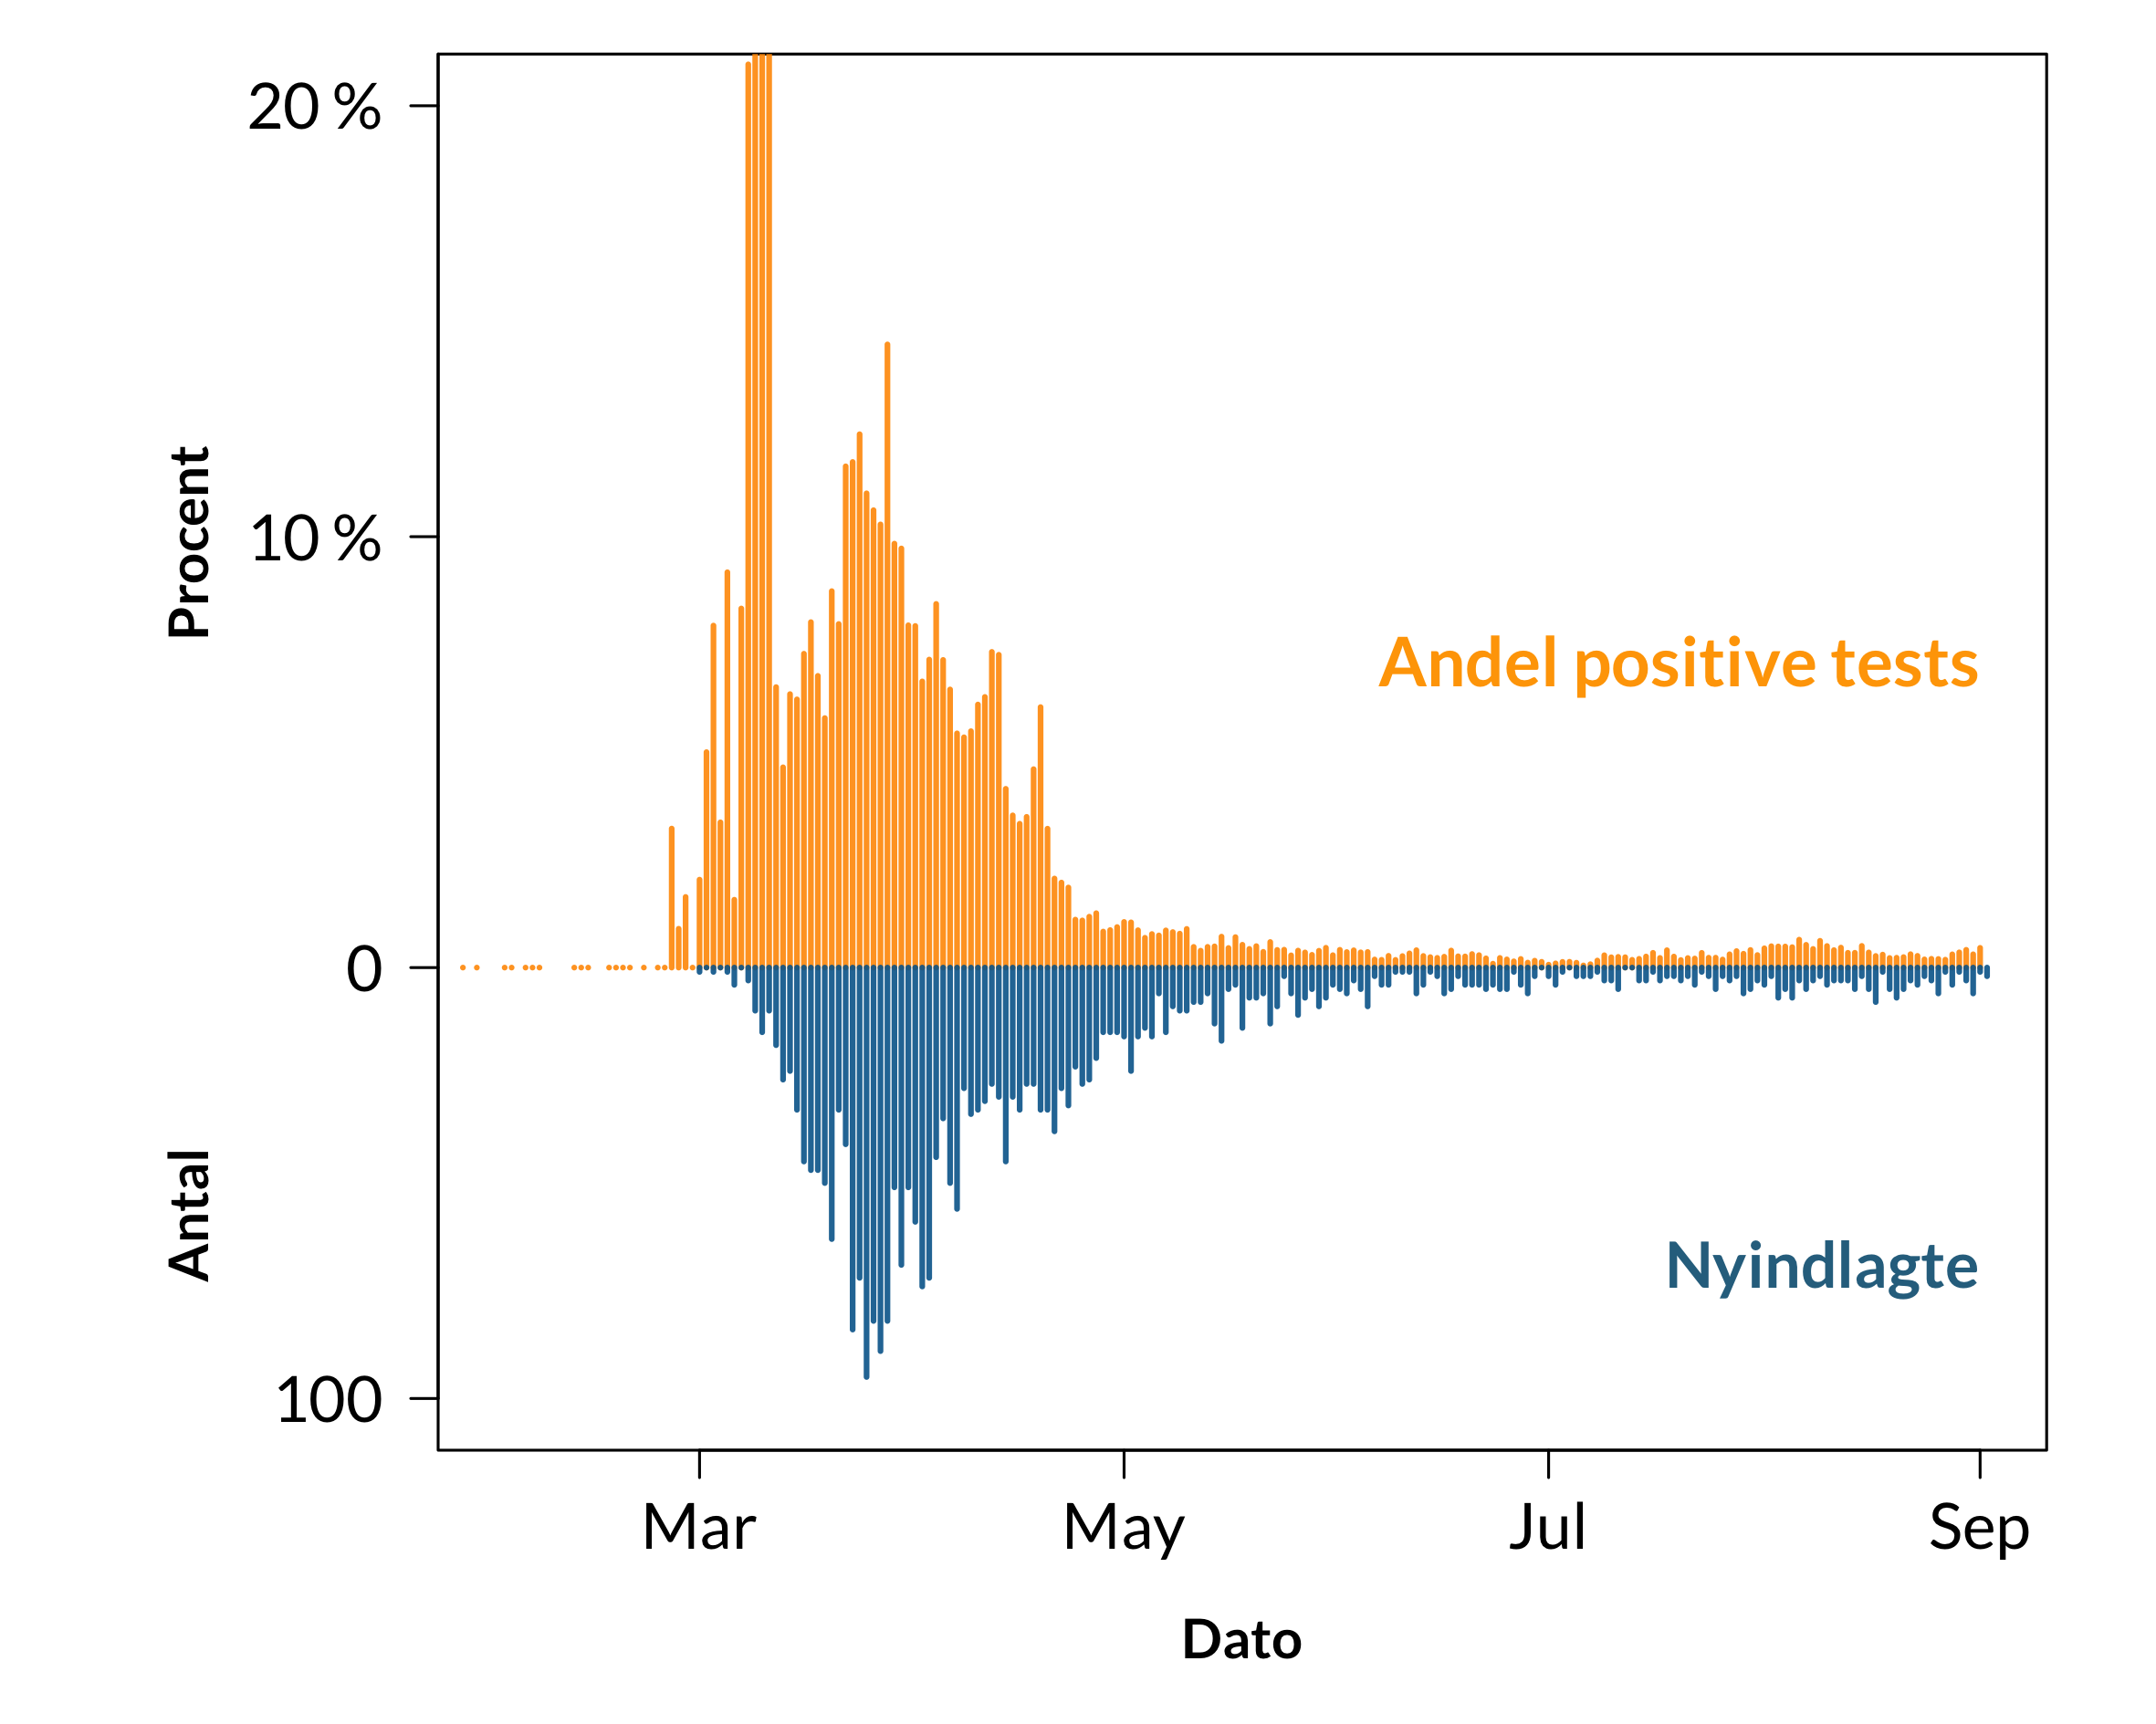 20 %
10 %
0
100
Procent
Antal
Andel positive tests
Nyindlagte
Mar
May
Jul
Sep
Dato